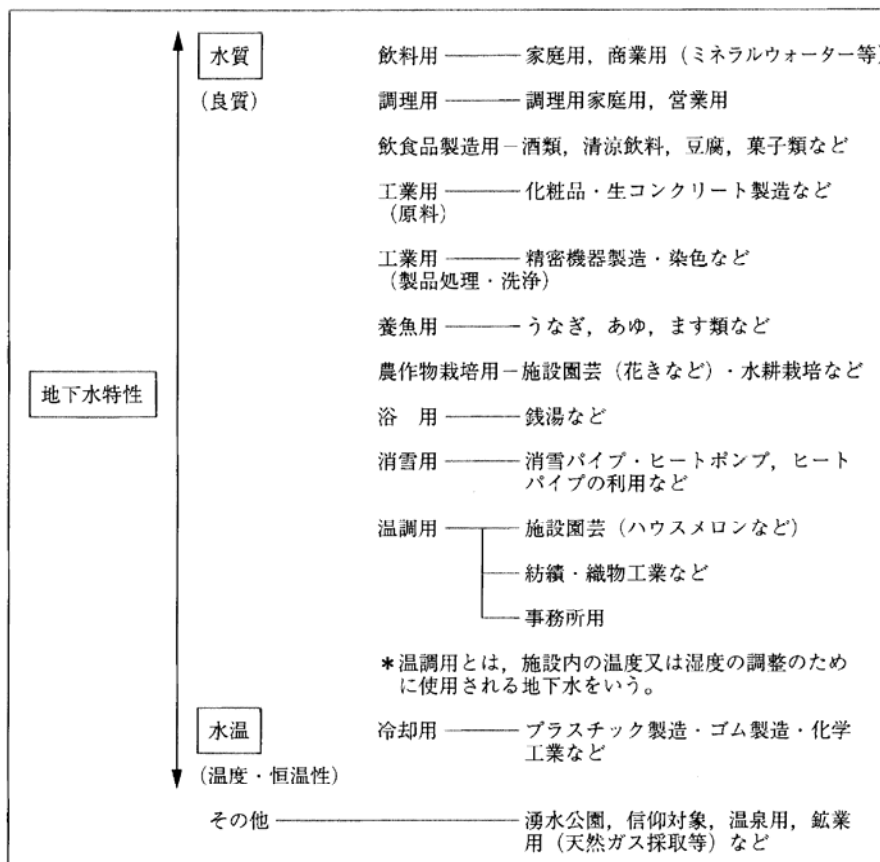 水質 飲料用 ――― 家庭用,商業用(ミネラルウォーター等)
(良質) 調理用 ――― 調理用家庭用,営業用
飲食品製造用―酒類,清涼飲料,豆腐,菓子類など
工業用 ――― 化粧品・生コンクリート製造など
(原料)
工業用 ――― 精密機器製造・染色など
(製品処理・洗浄)
養魚用 ――― うなぎ,あゆ,ます類など
農作物栽培用―施設園芸(花きなど)・水耕栽培など
地下水特性
浴 用 ――― 銭湯など
消雪用 ――― 消雪パイプ・ヒートポンプ,ヒート
パイプの利用など
温調用 ――― 施設園芸(ハウスメロンなど)
紡績・織物工業など
事務所用
*温調用とは,施設内の温度又は湿度の調整のため
に使用される地下水をいう。
水温 冷却用 ――― プラスチック製造・ゴム製造・化学
工業など
(温度・恒温性)
その他 ――― 湧水公園,信仰対象,温泉用,鉱業
用(天然ガス採取等)など